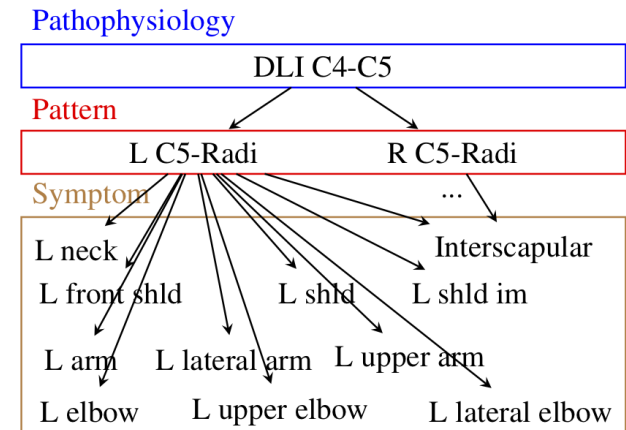 Pathophysiology
DLI C4-C5
Pattern
L C5-Radi R C5-Radi
Symptom ...
L neck Interscapular
L front shld L shld L shld im
L arm L lateral arm L upper arm
L elbow L upper elbow L lateral elbow